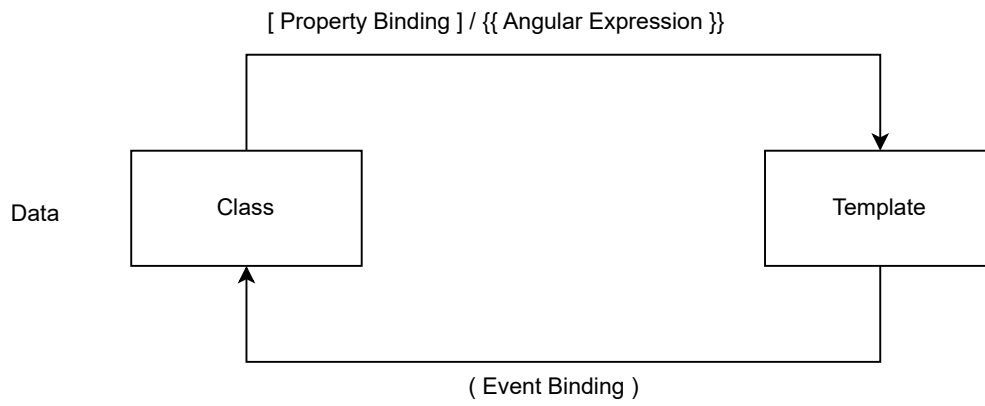 [ Property Binding ] / {{ Angular Expression }}
Data
Class
Template
( Event Binding )